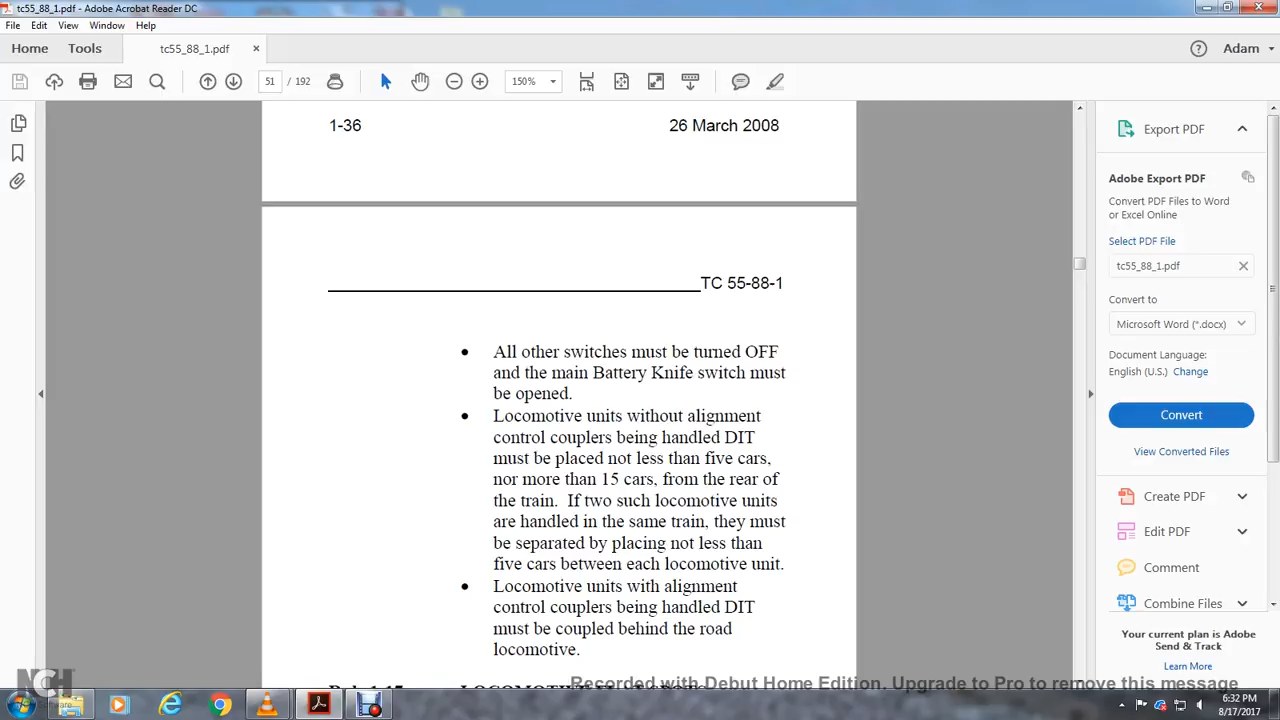 tc55_88_1.pdf - Adobe Acrobat Reader DC
File Edit View Window Help
Home Tools tc55_88_1.pdf × Adam
51 / 192 150%
1-36 26 March 2008
TC 55-88-1
• All other switches must be turned OFF
and the main Battery Knife switch must
be opened.
• Locomotive units without alignment
control couplers being handled DIT
must be placed not less than five cars,
nor more than 15 cars, from the rear of
the train. If two such locomotive units
are handled in the same train, they must
be separated by placing not less than
five cars between each locomotive unit.
• Locomotive units with alignment
control couplers being handled DIT
must be coupled behind the road
locomotive.
Export PDF
Adobe Export PDF
Convert PDF Files to Word
or Excel Online
Select PDF File
tc55_88_1.pdf
Convert to
Microsoft Word (*.docx)
Document Language:
English (U.S.) Change
Convert
View Converted Files
Create PDF
Edit PDF
Comment
Combine Files
Your current plan is Adobe
Send & Track
Learn More
NCH
Software
Recorded with Debut Home Edition. Upgrade to Pro to remove this message
6:32 PM
8/17/2017